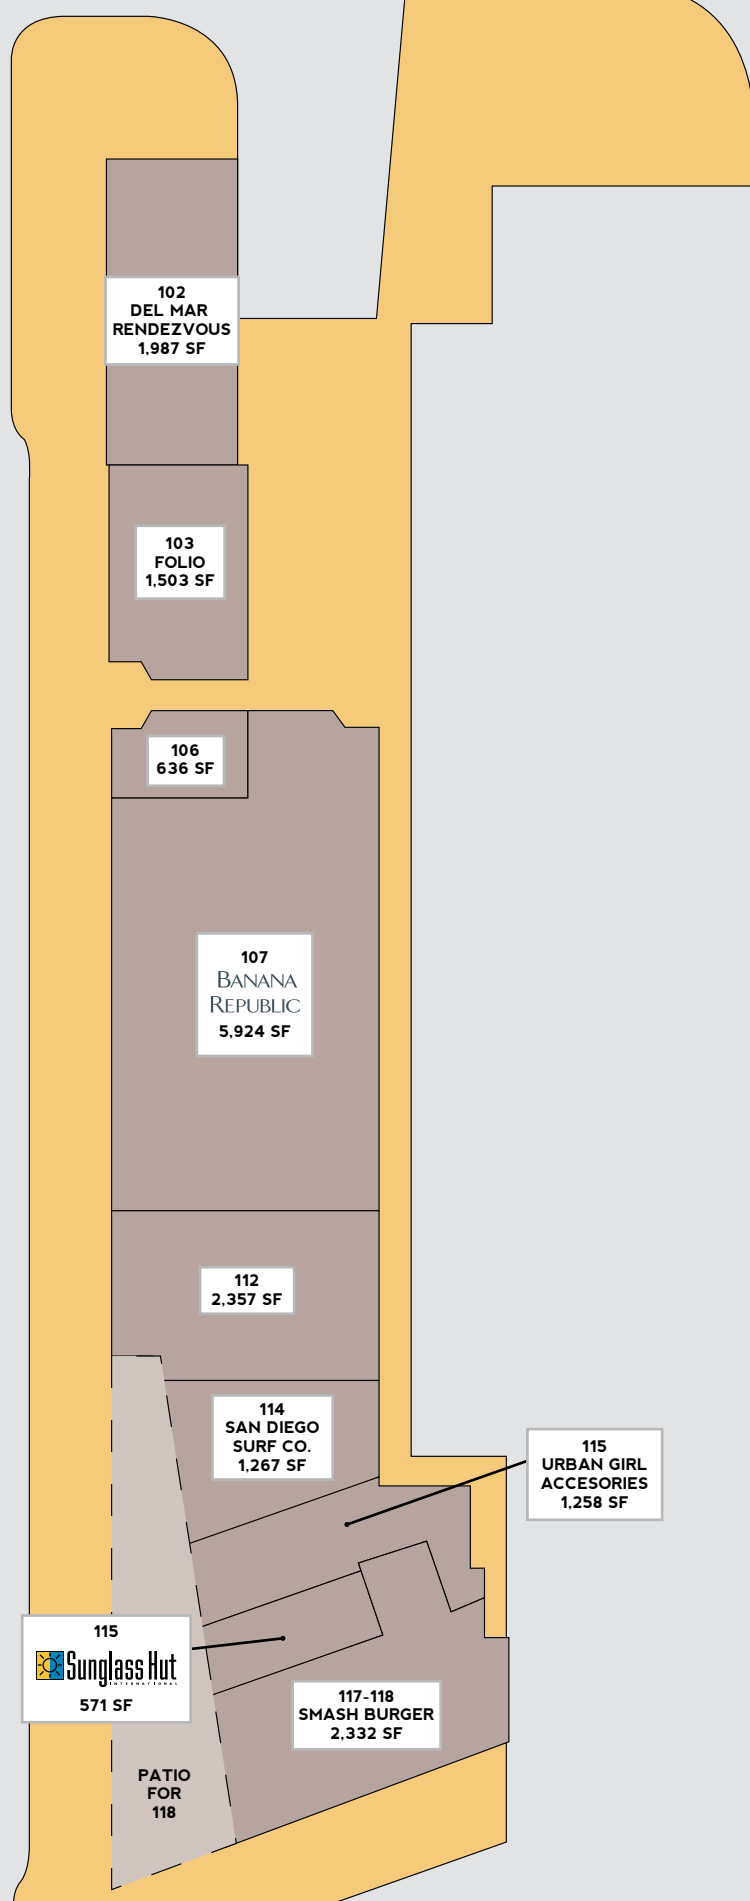 102
DEL MAR
RENDEZVOUS
1,987 SF
103
FOLIO
1,503 SF
106
636 SF
107
BANANA
REPUBLIC
5,924 SF
112
2,357 SF
114
SAN DIEGO
SURF CO.
1,267 SF
115
URBAN GIRL
ACCESORIES
1,258 SF
115
Sunglass Hut
INTERNATIONAL
571 SF
117-118
SMASH BURGER
2,332 SF
PATIO
FOR
118